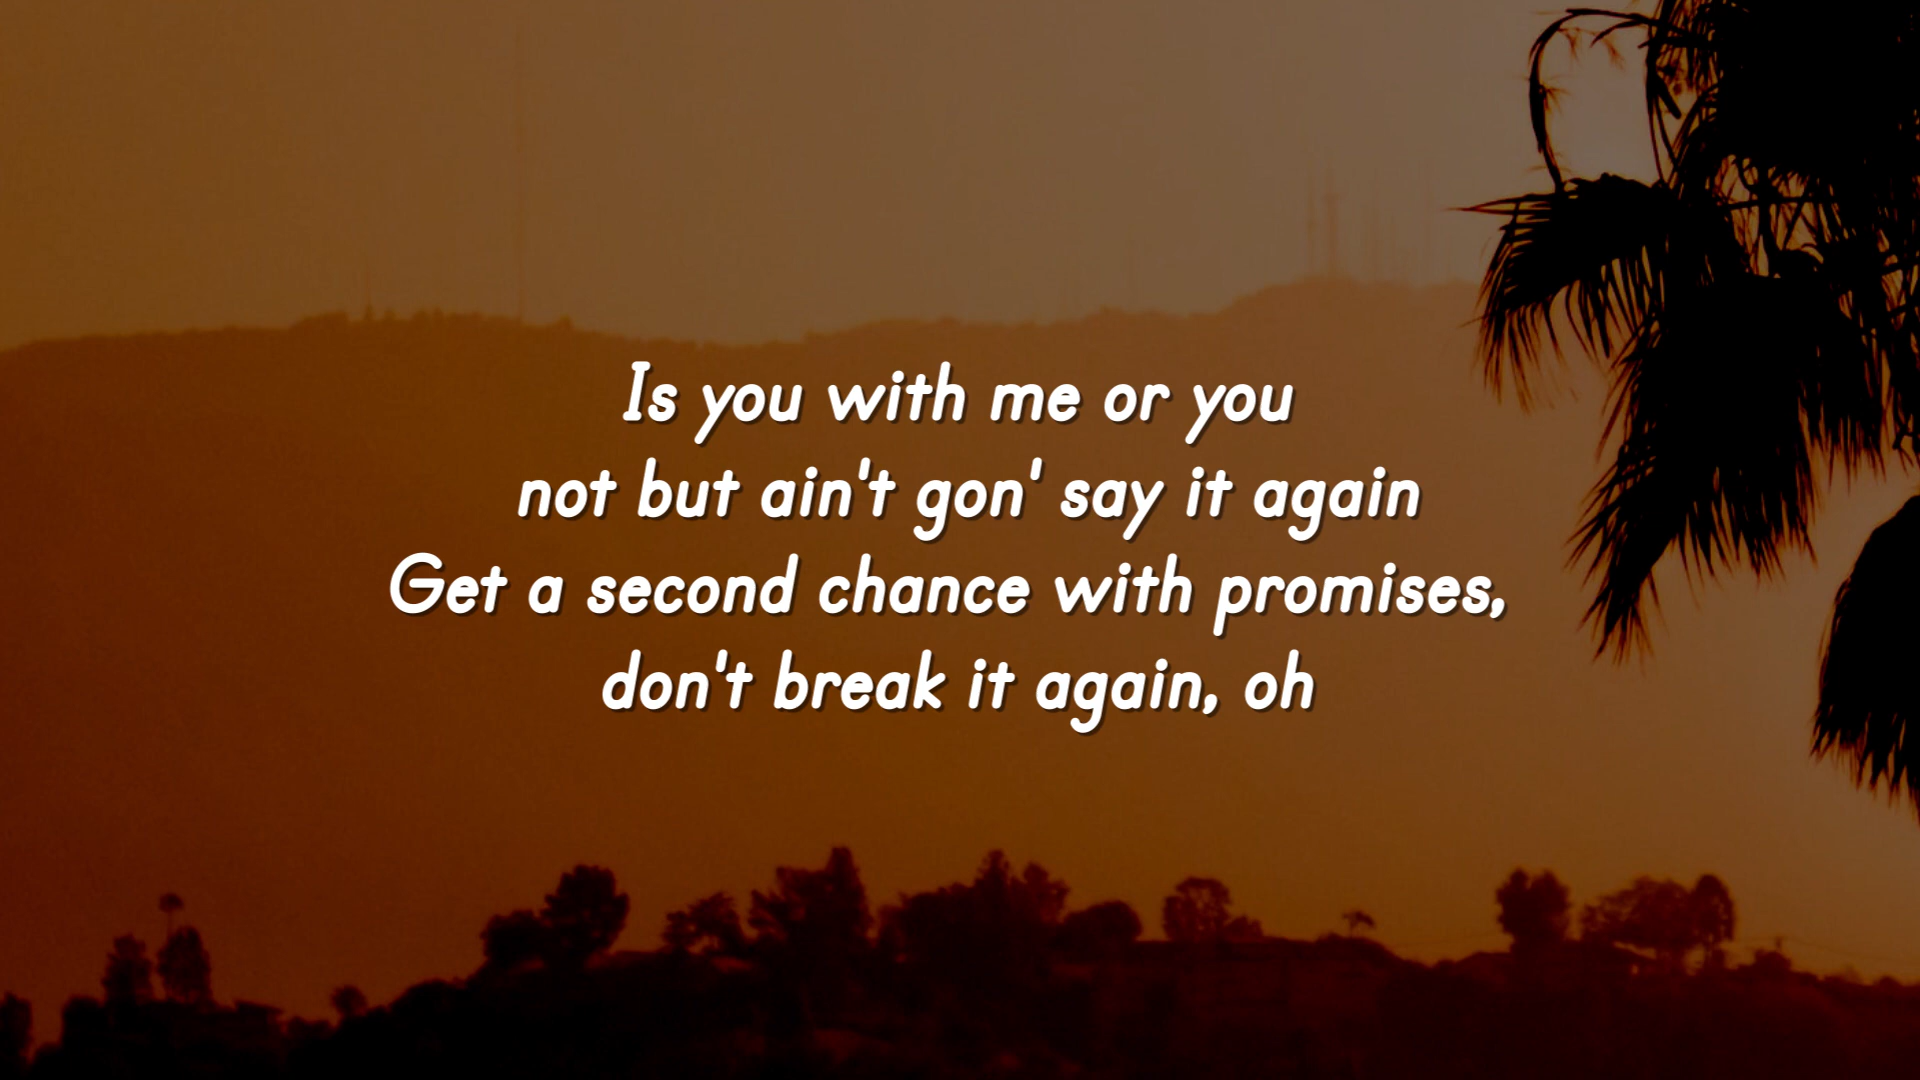 Is you with me or you
not but ain't gon' say it again
Get a second chance with promises,
don't break it again, oh